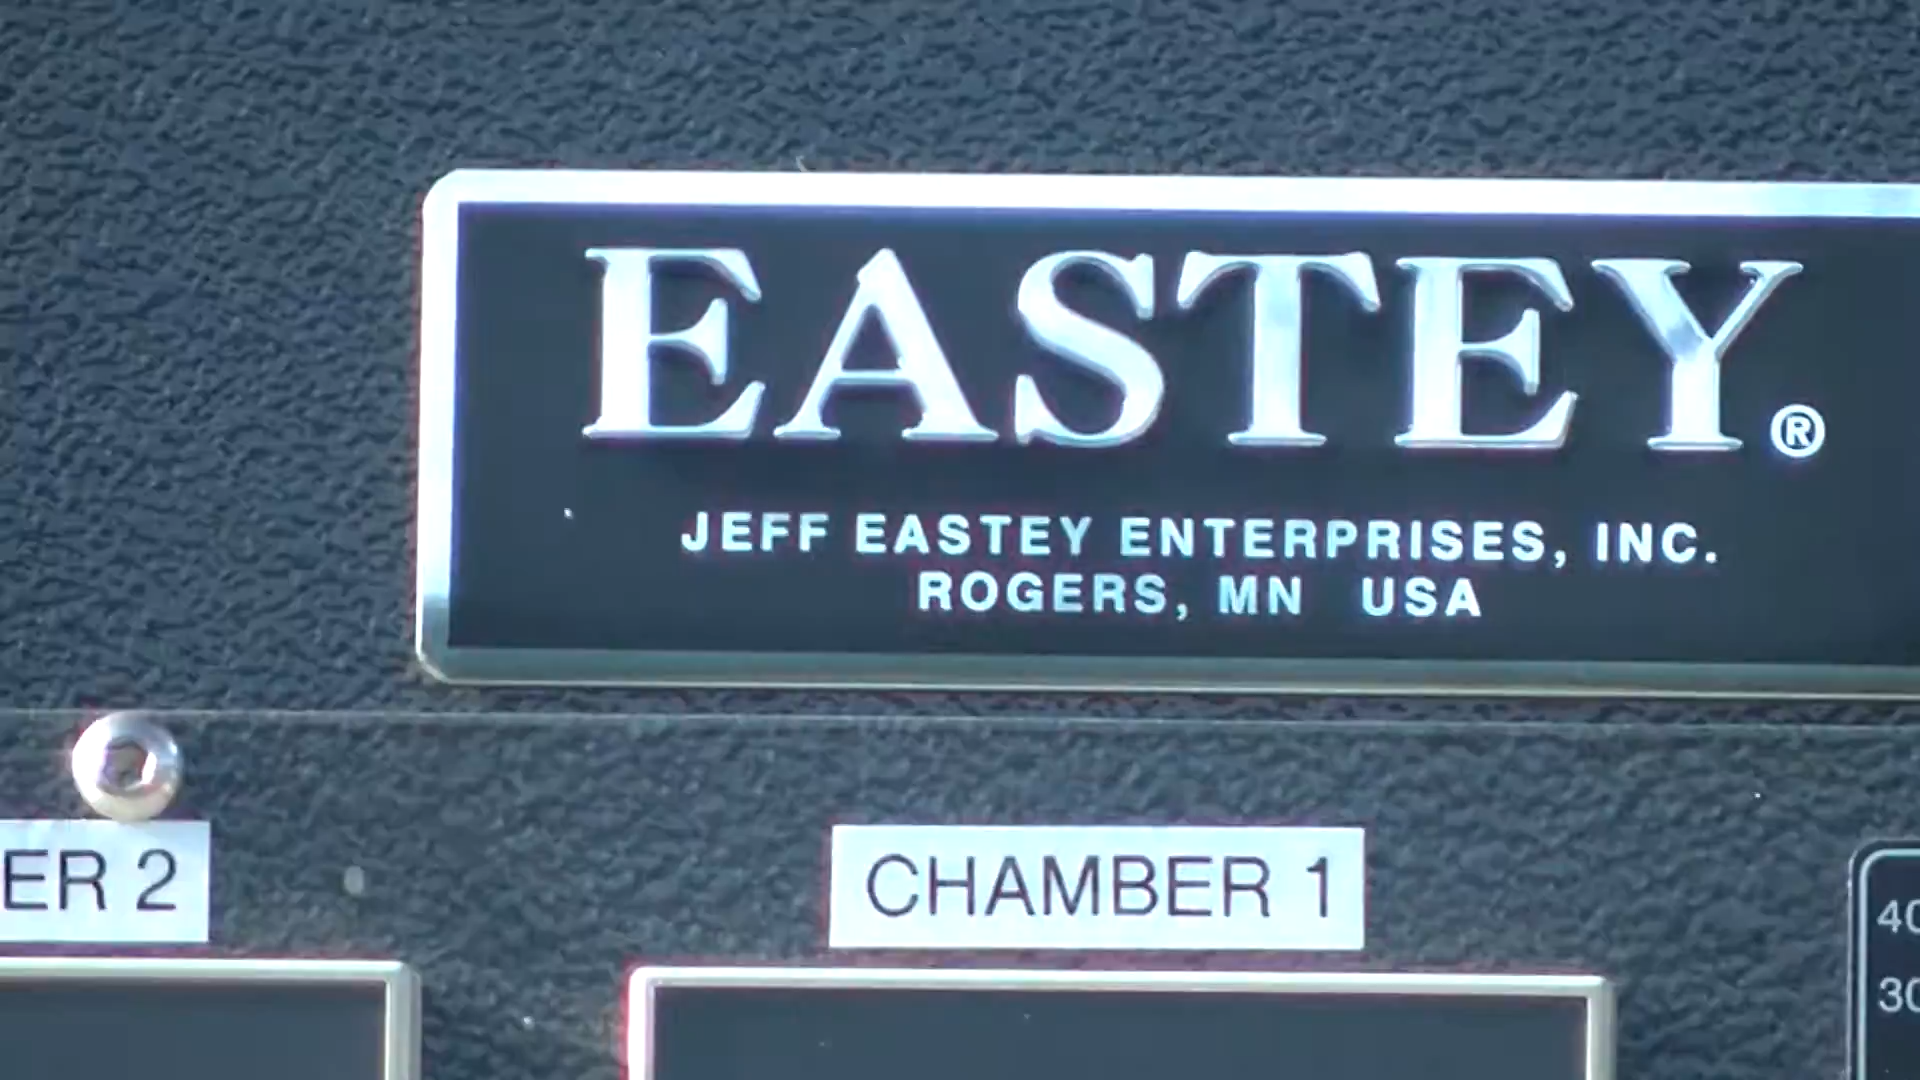 EASTEY®
JEFF EASTEY ENTERPRISES, INC.
ROGERS, MN USA
ER 2
CHAMBER 1
40
30